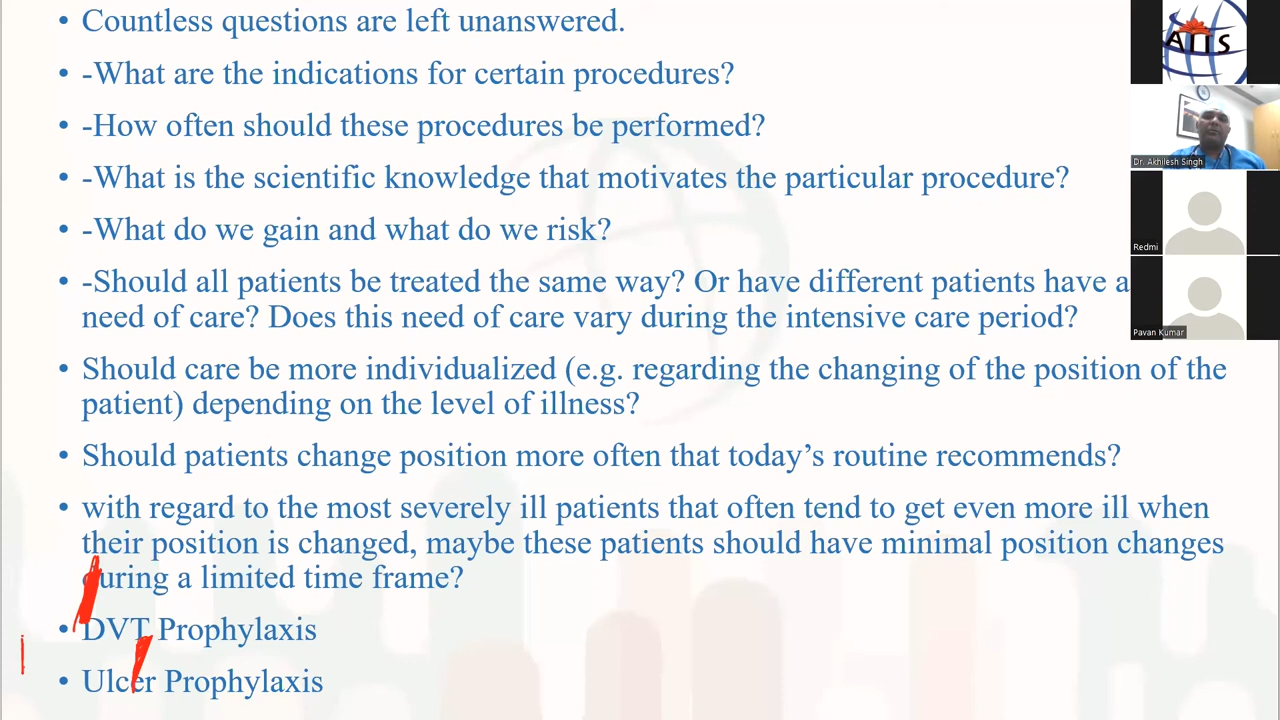 • Countless questions are left unanswered.
• -What are the indications for certain procedures?
• -How often should these procedures be performed?
• -What is the scientific knowledge that motivates the particular procedure?
• -What do we gain and what do we risk?
• -Should all patients be treated the same way? Or have different patients have a
need of care? Does this need of care vary during the intensive care period?
• Should care be more individualized (e.g. regarding the changing of the position of the
patient) depending on the level of illness?
• Should patients change position more often that today’s routine recommends?
• with regard to the most severely ill patients that often tend to get even more ill when
their position is changed, maybe these patients should have minimal position changes
during a limited time frame?
• DVT Prophylaxis
• Ulcer Prophylaxis
AIIS
Dr. Akhilesh Singh
Redmi
Pavan Kumar